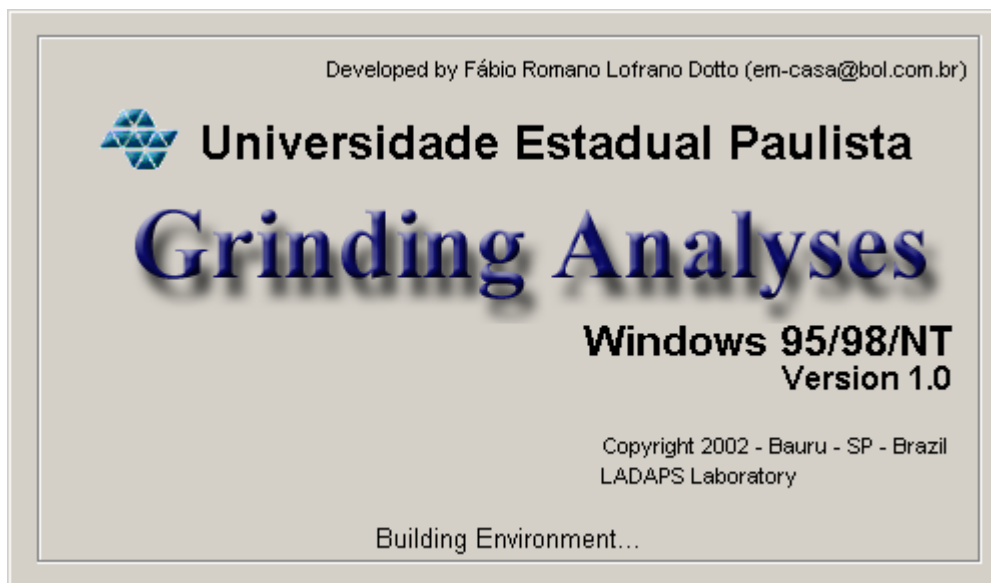 Developed by Fábio Romano Lofrano Dotto (em-casa@bol.com.br)
Universidade Estadual Paulista
Grinding Analyses
Windows 95/98/NT
Version 1.0
Copyright 2002 - Bauru - SP - Brazil
LADAPS Laboratory
Building Environment...